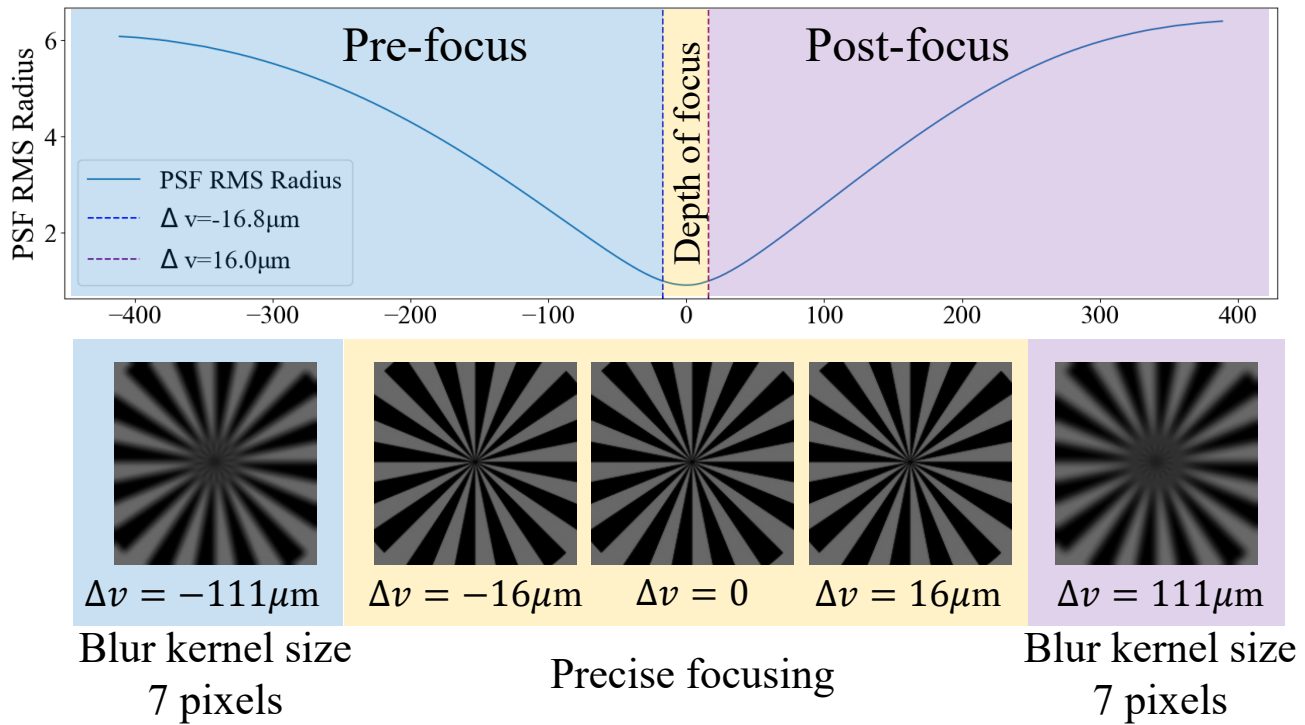 Pre-focus
Post-focus
Depth of focus
PSF RMS Radius
6
4
2
PSF RMS Radius
Δ v=-16.8μm
Δ v=16.0μm
−400 −300 −200 −100 0 100 200 300 400
Δv = −111μm Δv = −16μm Δv = 0 Δv = 16μm Δv = 111μm
Blur kernel size
7 pixels
Precise focusing
Blur kernel size
7 pixels